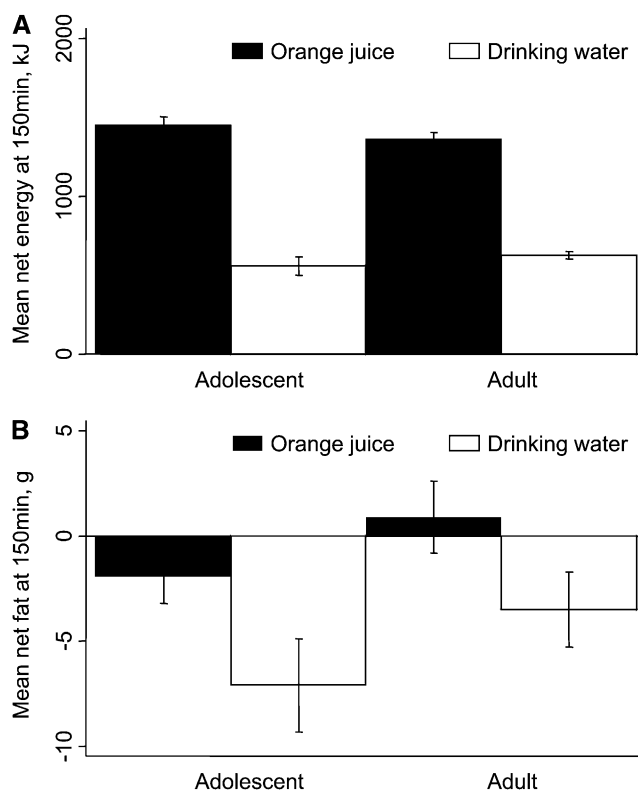 A
Mean net energy at 150min, kJ
2000
1000
0
Orange juice
Drinking water
Adolescent
Adult
B
Mean net fat at 150min, g
5
0
-5
-10
Orange juice
Drinking water
Adolescent
Adult